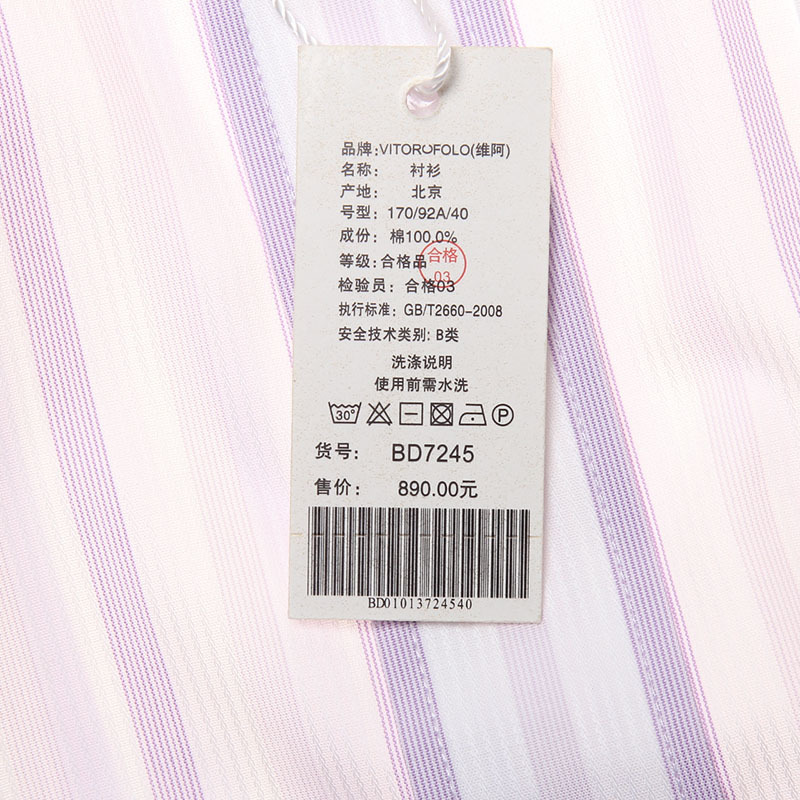 品牌:VITOROFOLO(维阿)
名称: 衬衫
产地: 北京
号型: 170/92A/40
成份: 棉100.0%
等级:合格品
合格
03
检验员: 合格03
执行标准: GB/T2660-2008
安全技术类别: B类
洗涤说明
使用前需水洗
30° P
货号: BD7245
售价: 890.00元
BD01013724540